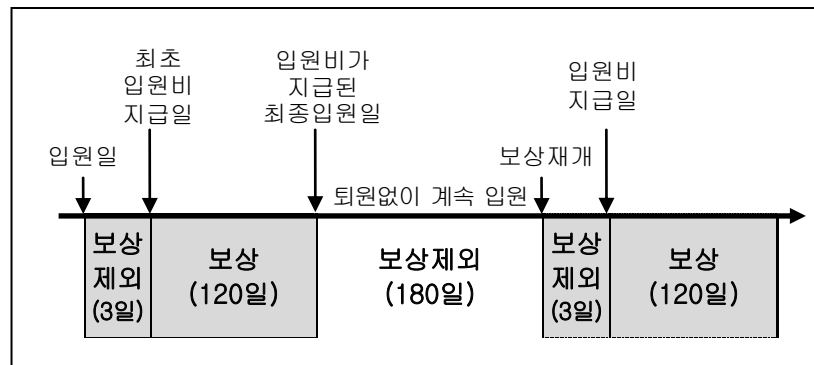 최초
입원비
지급일
입원비가
지급된
최종입원일
입원비
지급일
입원일
보상재개
퇴원없이 계속 입원
보상
제외
(3일)
보상
(120일)
보상제외
(180일)
보상
제외
(3일)
보상
(120일)